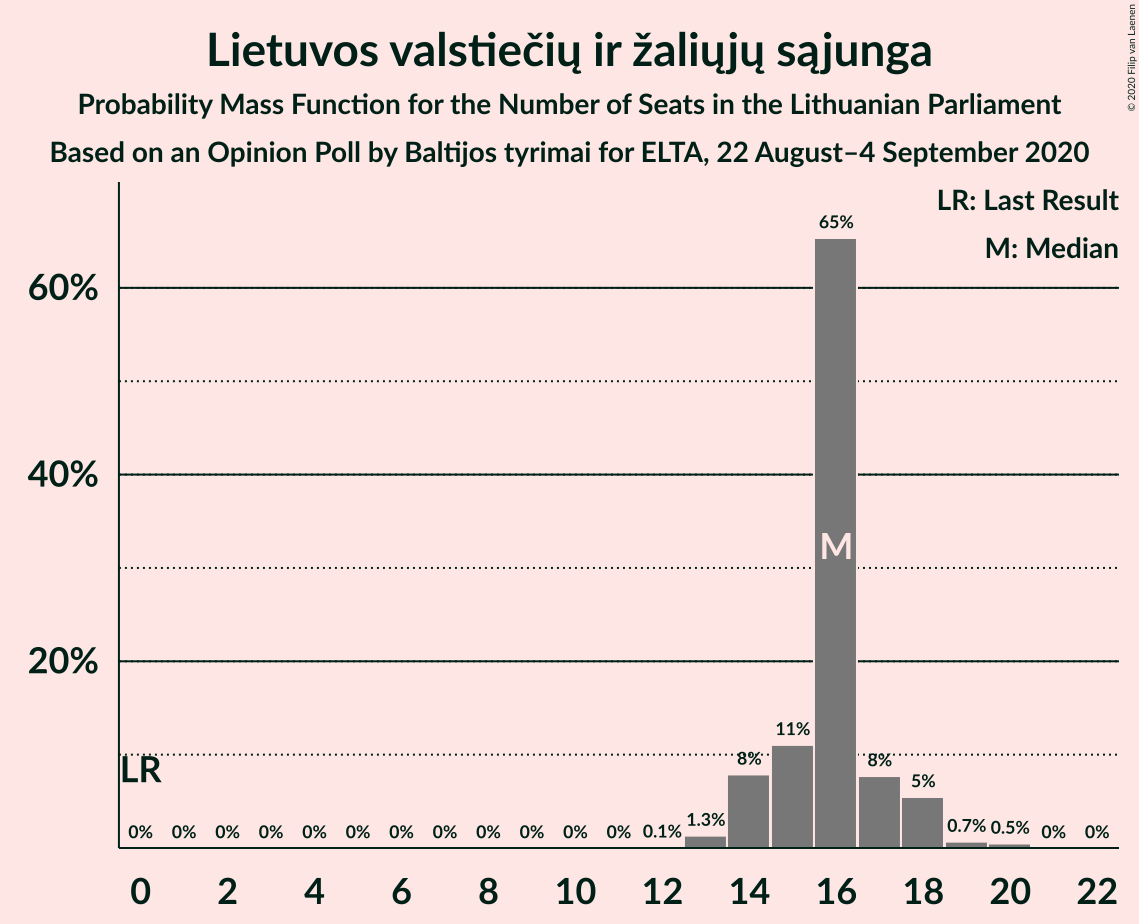 Lietuvos valstiečių ir žaliųjų sąjunga
Probability Mass Function for the Number of Seats in the Lithuanian Parliament
Based on an Opinion Poll by Baltijos tyrimai for ELTA, 22 August–4 September 2020
© 2020 Filip van Laenen
LR: Last Result
M: Median
60%
40%
20%
LR
M
0% 0% 0% 0% 0% 0% 0% 0% 0% 0% 0% 0% 0.1% 1.3% 8% 11% 65% 8% 5% 0.7% 0.5% 0% 0%
0 2 4 6 8 10 12 14 16 18 20 22